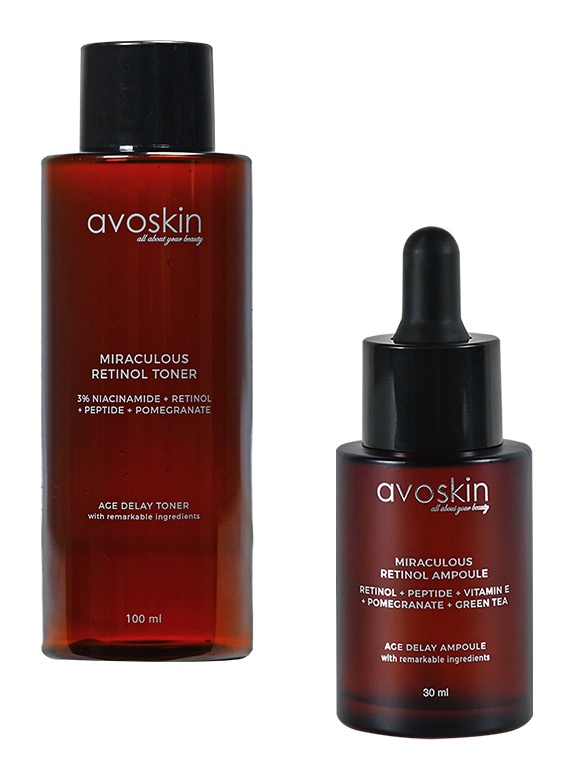 avoskin
all about your beauty
MIRACULOUS
RETINOL TONER
3% NIACINAMIDE + RETINOL
+ PEPTIDE + POMEGRANATE
AGE DELAY TONER
with remarkable ingredients
100 ml
avoskin
all about your beauty
MIRACULOUS
RETINOL AMPOULE
RETINOL + PEPTIDE + VITAMIN E
+ POMEGRANATE + GREEN TEA
AGE DELAY AMPOULE
with remarkable ingredients
30 ml